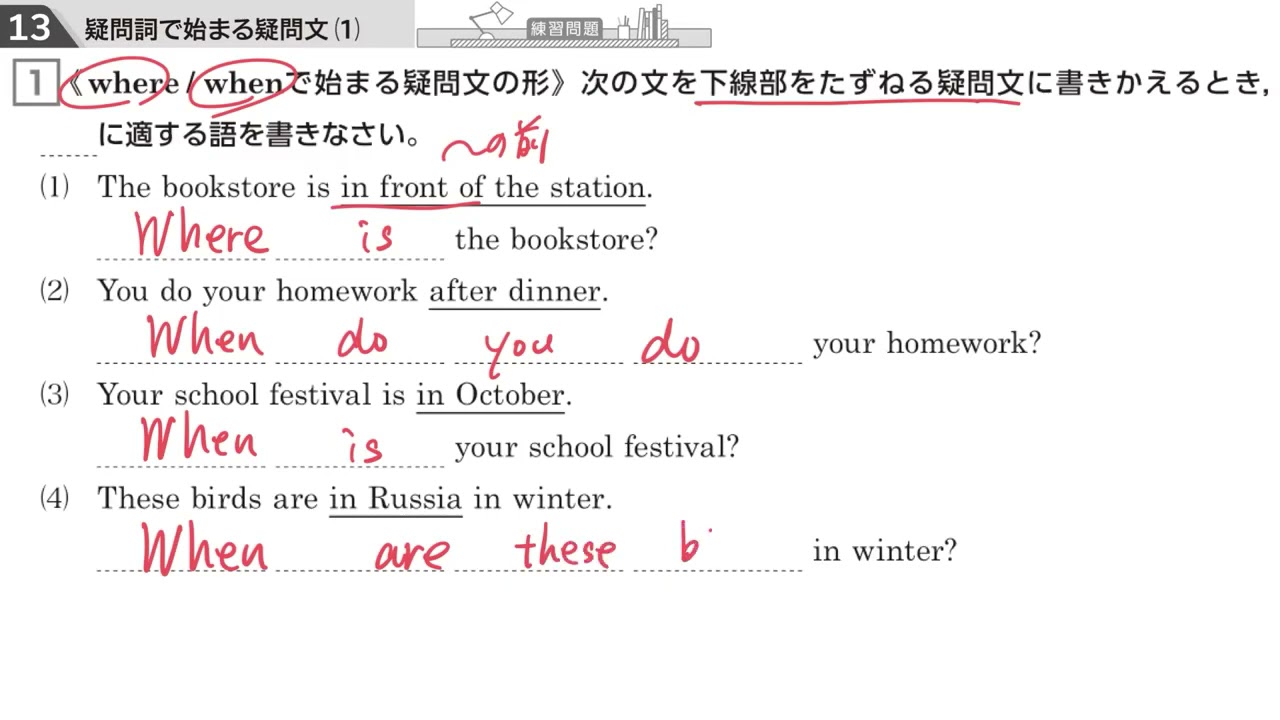 13 疑問詞で始まる疑問文(1) 練習問題
1 《where / whenで始まる疑問文の形》次の文を下線部をたずねる疑問文に書きかえるとき,
に適する語を書きなさい。 〜の前
(1) The bookstore is in front of the station.
Where is the bookstore?
(2) You do your homework after dinner.
When do you do your homework?
(3) Your school festival is in October.
When is your school festival?
(4) These birds are in Russia in winter.
When are these b in winter?